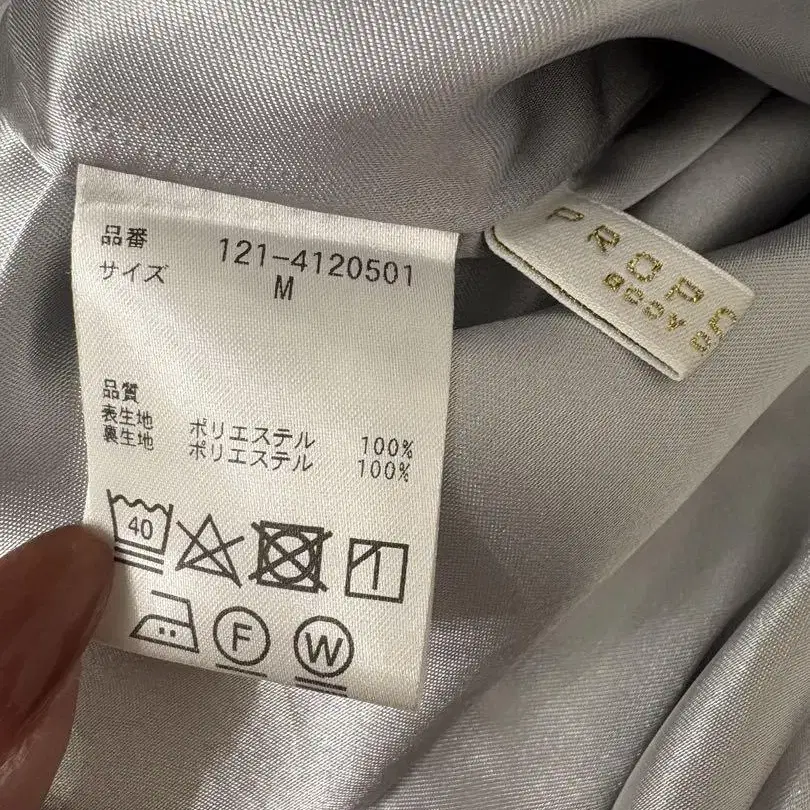 品番 121-4120501
サイズ M
品質
表生地 ポリエステル 100%
裏生地 ポリエステル 100%
40
F
W